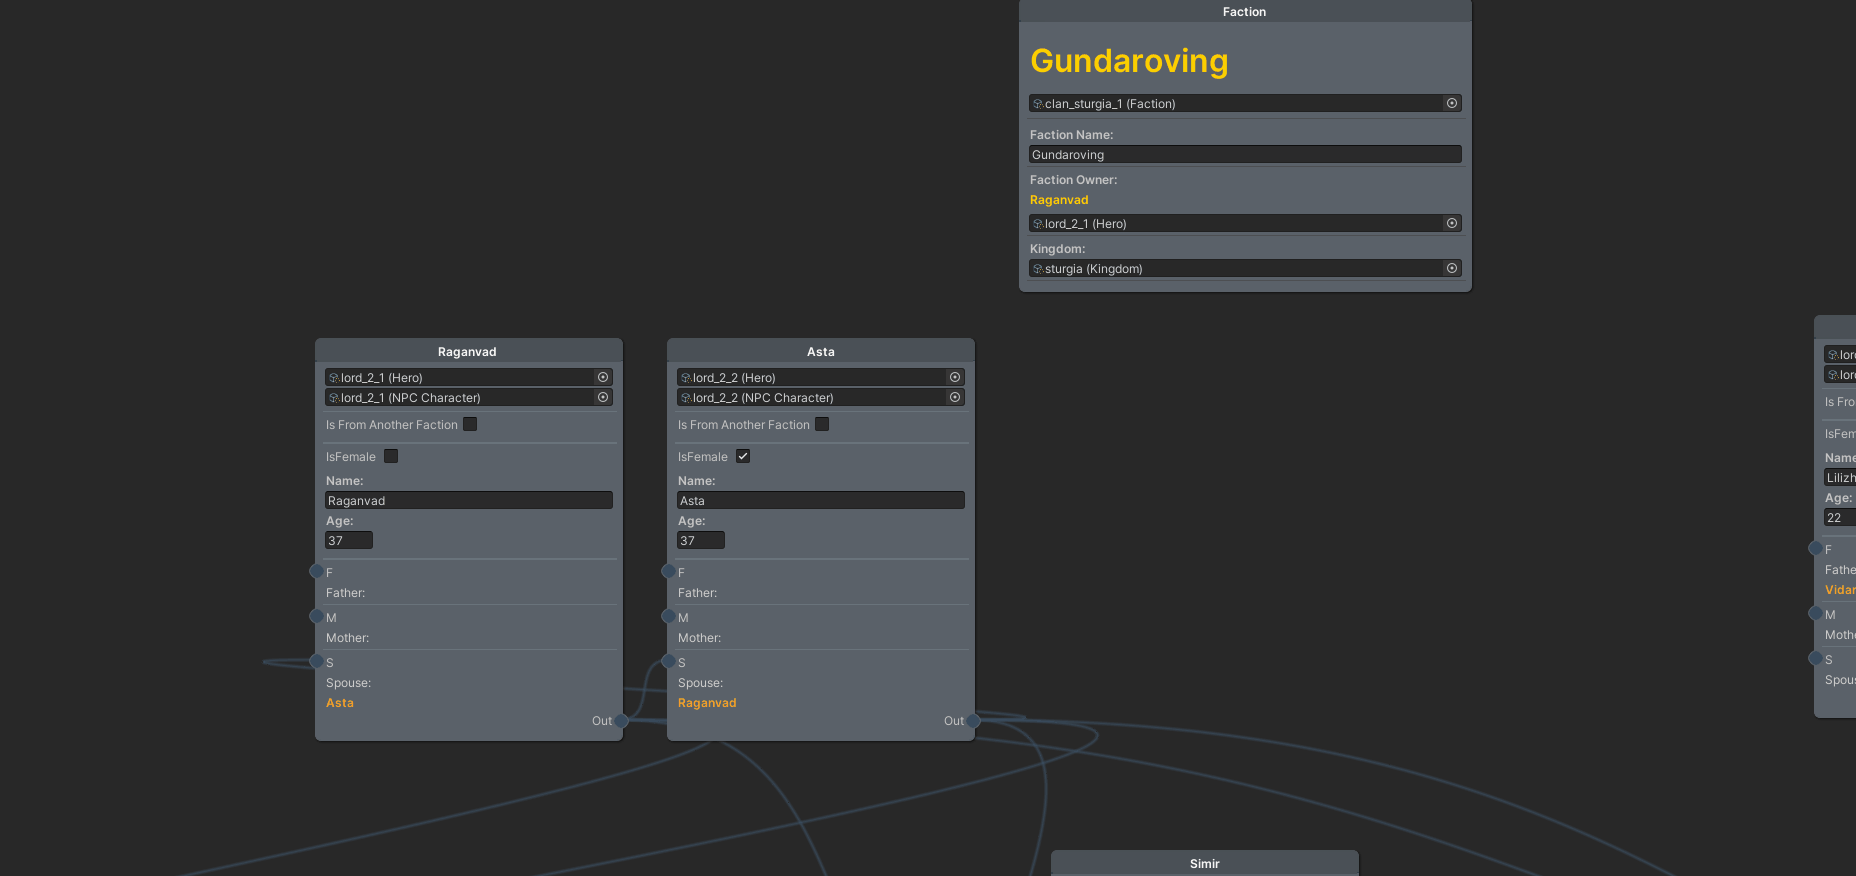 Faction
Gundaroving
clan_sturgia_1 (Faction)
Faction Name:
Gundaroving
Faction Owner:
Raganvad
lord_2_1 (Hero)
Kingdom:
sturgia (Kingdom)
Raganvad
lord_2_1 (Hero)
lord_2_1 (NPC Character)
Is From Another Faction
IsFemale
Name:
Raganvad
Age:
37
F
Father:
M
Mother:
S
Spouse:
Asta
Out
Asta
lord_2_2 (Hero)
lord_2_2 (NPC Character)
Is From Another Faction
IsFemale
Name:
Asta
Age:
37
F
Father:
M
Mother:
S
Spouse:
Raganvad
Out
Is Fro
IsFem
Name
Lilizh
Age:
22
F
Fathe
Vidar
M
Moth
S
Spous
Simir